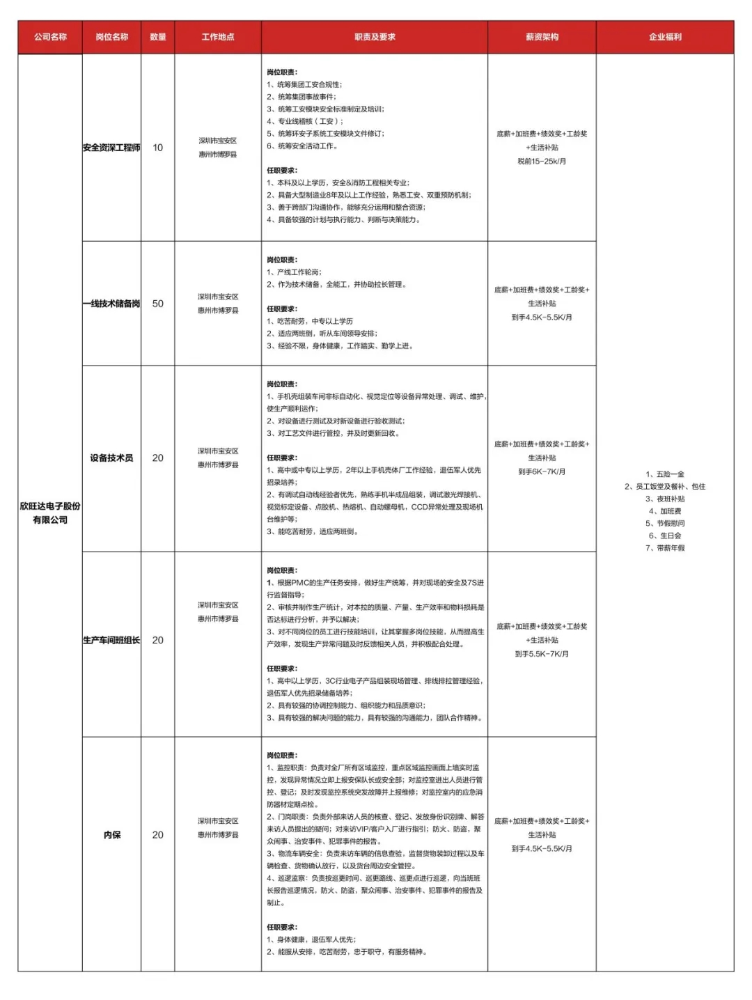 公司名称
岗位名称
数量
工作地点
职责及要求
薪资架构
企业福利
欣旺达电子股份
有限公司
安全资深工程师
10
深圳市宝安区
惠州市博罗县
岗位职责：
1、统筹集团工安合规性；
2、统筹集团事故事件；
3、统筹工安模块安全标准制定及培训；
4、专业线稽核（工安）；
5、统筹环安子系统工安模块文件修订；
6、统筹安全活动工作。
任职要求：
1、本科及以上学历，安全&消防工程相关专业；
2、具备大型制造业8年及以上工作经验，熟悉工安、双重预防机制；
3、善于跨部门沟通协作，能够充分运用和整合资源；
4、具备较强的计划与执行能力、判断与决策能力。
底薪+加班费+绩效奖+工龄奖
+生活补贴
税前15-25k/月
一线技术储备岗
50
深圳市宝安区
惠州市博罗县
岗位职责：
1、产线工作轮岗；
2、作为技术储备，全能工，并协助拉长管理。
任职要求：
1、吃苦耐劳，中专以上学历
2、适应两班倒，听从车间领导安排；
3、经验不限，身体健康，工作踏实、勤学上进。
底薪+加班费+绩效奖+工龄奖+
生活补贴
到手4.5K-5.5K/月
设备技术员
20
深圳市宝安区
惠州市博罗县
岗位职责：
1、手机壳组装车间非标自动化、视觉定位等设备异常处理、调试、维护，
使生产顺利运作；
2、对设备进行测试及对新设备进行验收测试；
3、对工艺文件进行管控，并及时更新回收。
任职要求：
1、高中或中专以上学历，2年以上手机壳体厂工作经验，退伍军人优先
招录培养；
2、有调试自动线经验者优先，熟练手机半成品组装，调试激光焊接机、
视觉标定设备、点胶机、热熔机、自动螺母机，CCD异常处理及现场机
台维护等；
3、能吃苦耐劳，适应两班倒。
底薪+加班费+绩效奖+工龄奖+
生活补贴
到手6K-7K/月
生产车间班组长
20
深圳市宝安区
惠州市博罗县
岗位职责：
1、根据PMC的生产任务安排，做好生产统筹，并对现场的安全及7S进
行监督指导；
2、审核并制作生产统计，对本拉的质量、产量、生产效率和物料损耗是
否达标进行分析，并予以解决；
3、对不同岗位的员工进行技能培训，让其掌握多岗位技能，从而提高生
产效率，发现生产异常问题及时反馈相关人员，并积极配合处理。
任职要求：
1、高中以上学历，3C行业电子产品组装现场管理、排线排拉管理经验，
退伍军人优先招录储备培养；
2、具有较强的协调控制能力、组织能力和品质意识；
3、具有较强的解决问题的能力，具有较强的沟通能力，团队合作精神。
底薪+加班费+绩效奖+工龄奖
+生活补贴
到手5.5K-7K/月
内保
20
深圳市宝安区
惠州市博罗县
岗位职责：
1、监控职责：负责对全厂所有区域监控，重点区域监控画面上墙实时监
控，发现异常情况立即上报安保队长或安全部；对监控室进出人员进行管
控、登记；及时发现监控系统突发故障并上报维修；对监控室内的应急消
防器材定期点检。
2、门岗职责：负责外部来访人员的核查、登记、发放身份识别牌、解答
来访人员提出的疑问；对来访VIP/客户入厂进行指引；防火、防盗，聚
众闹事、治安事件、犯罪事件的报告。
3、物流车辆安全：负责来访车辆的信息查验，监督货物装卸过程以及车
辆检查、货物确认放行，以及货台周边安全管控。
4、巡逻监察：负责按巡更时间、巡更路线、巡更点进行巡逻，向当班班
长报告巡逻情况，防火、防盗，聚众闹事、治安事件、犯罪事件的报告及
制止。
任职要求：
1、身体健康，退伍军人优先；
2、能服从安排，吃苦耐劳，忠于职守，有服务精神。
底薪+加班费+绩效奖+工龄奖+
生活补贴
到手4.5K-5.5K/月
1、五险一金
2、员工饭堂及餐补、包住
3、夜班补贴
4、加班费
5、节假慰问
6、生日会
7、带薪年假